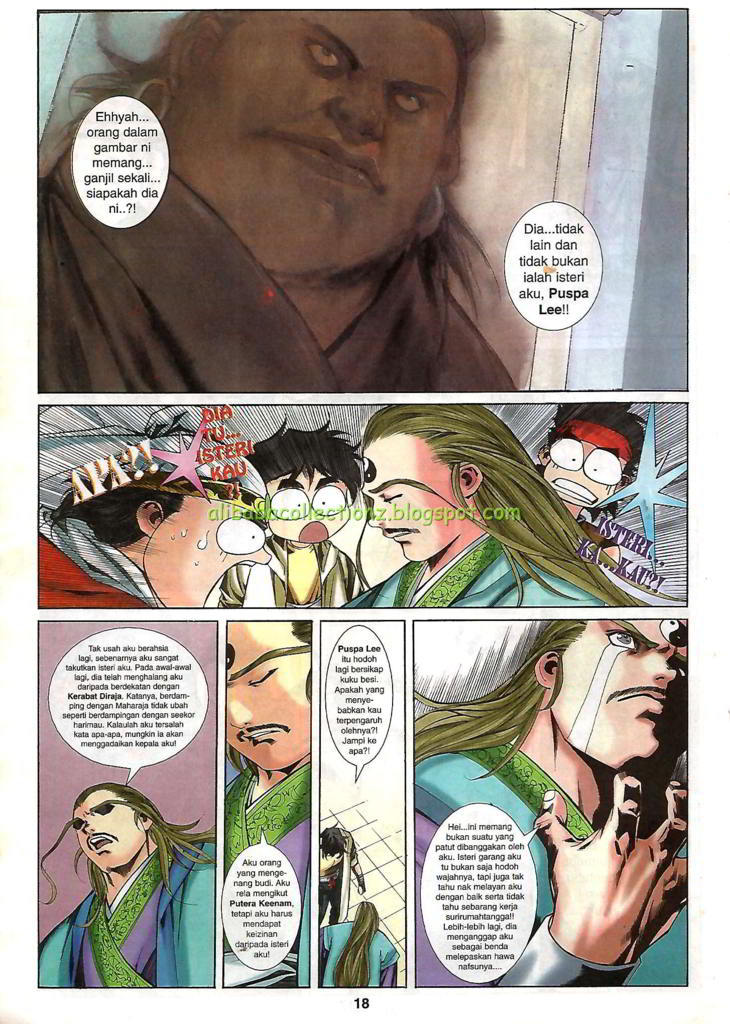 Ehhyah...
orang dalam
gambar ni
memang...
ganjil sekali...
siapakah dia
ni..?!
Dia...tidak
lain dan
tidak bukan
ialah isteri
aku, Puspa
Lee!!
APA?!
DIA
ITU...
ISTERI
KAU
?!
ISTERI...
KA...KAU?!
alibabacollectionz.blogspot.com
Tak usah aku berahsia
lagi, sebenarnya aku sangat
takutkan isteri aku. Pada awal-awal
lagi, dia telah menghalang aku
daripada berdekatan dengan
Kerabat Diraja. Katanya, berdam-
ping dengan Maharaja tidak ubah
seperti berdampingan dengan seekor
harimau. Kalaulah aku tersalah
kata apa-apa, mungkin ia akan
menggadaikan kepala aku!
Aku orang
yang menge-
nang budi. Aku
rela mengikut
Putera Keenam,
tetapi aku harus
mendapat
keizinan
daripada isteri
aku!
Puspa Lee
itu hodoh
lagi bersikap
kuku besi.
Apakah yang
menye-
babkan kau
terpengaruh
olehnya?!
Jampi ke
apa?!
Hei...ini memang
bukan suatu yang
patut dibanggakan oleh
aku. Isteri garang aku
tu bukan saja hodoh
wajahnya, tapi juga tak
tahu nak melayan aku
dengan baik serta tidak
tahu sebarang kerja
surirumahtangga!!
Lebih-lebih lagi, dia
menganggap aku
sebagai benda
melepaskan hawa
nafsunya....
18